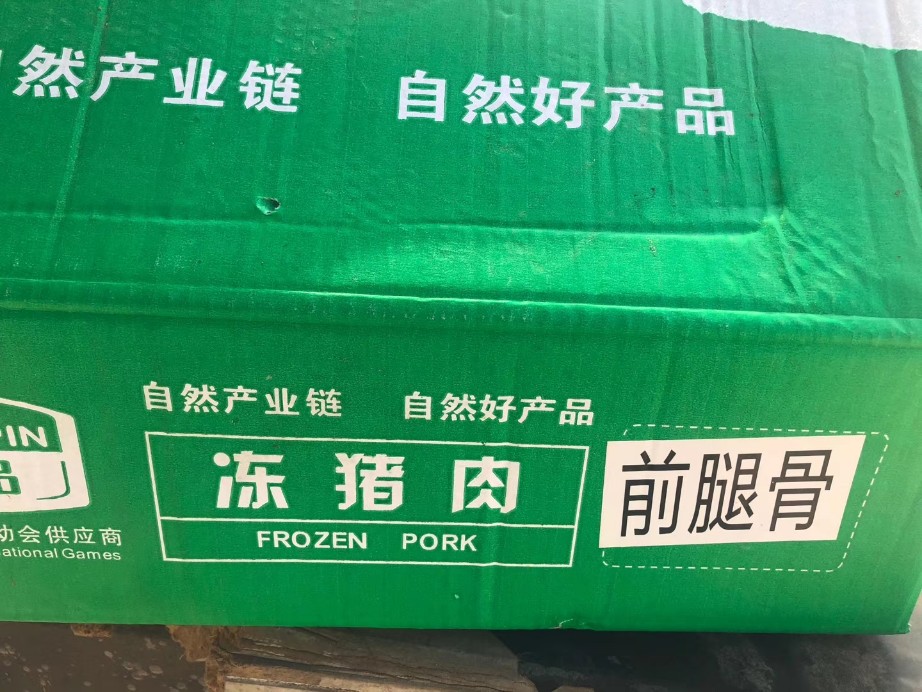 然产业链 自然好产品
自然产业链 自然好产品
PIN
品
冻猪肉
前腿骨
FROZEN PORK
动会供应商
ational Games